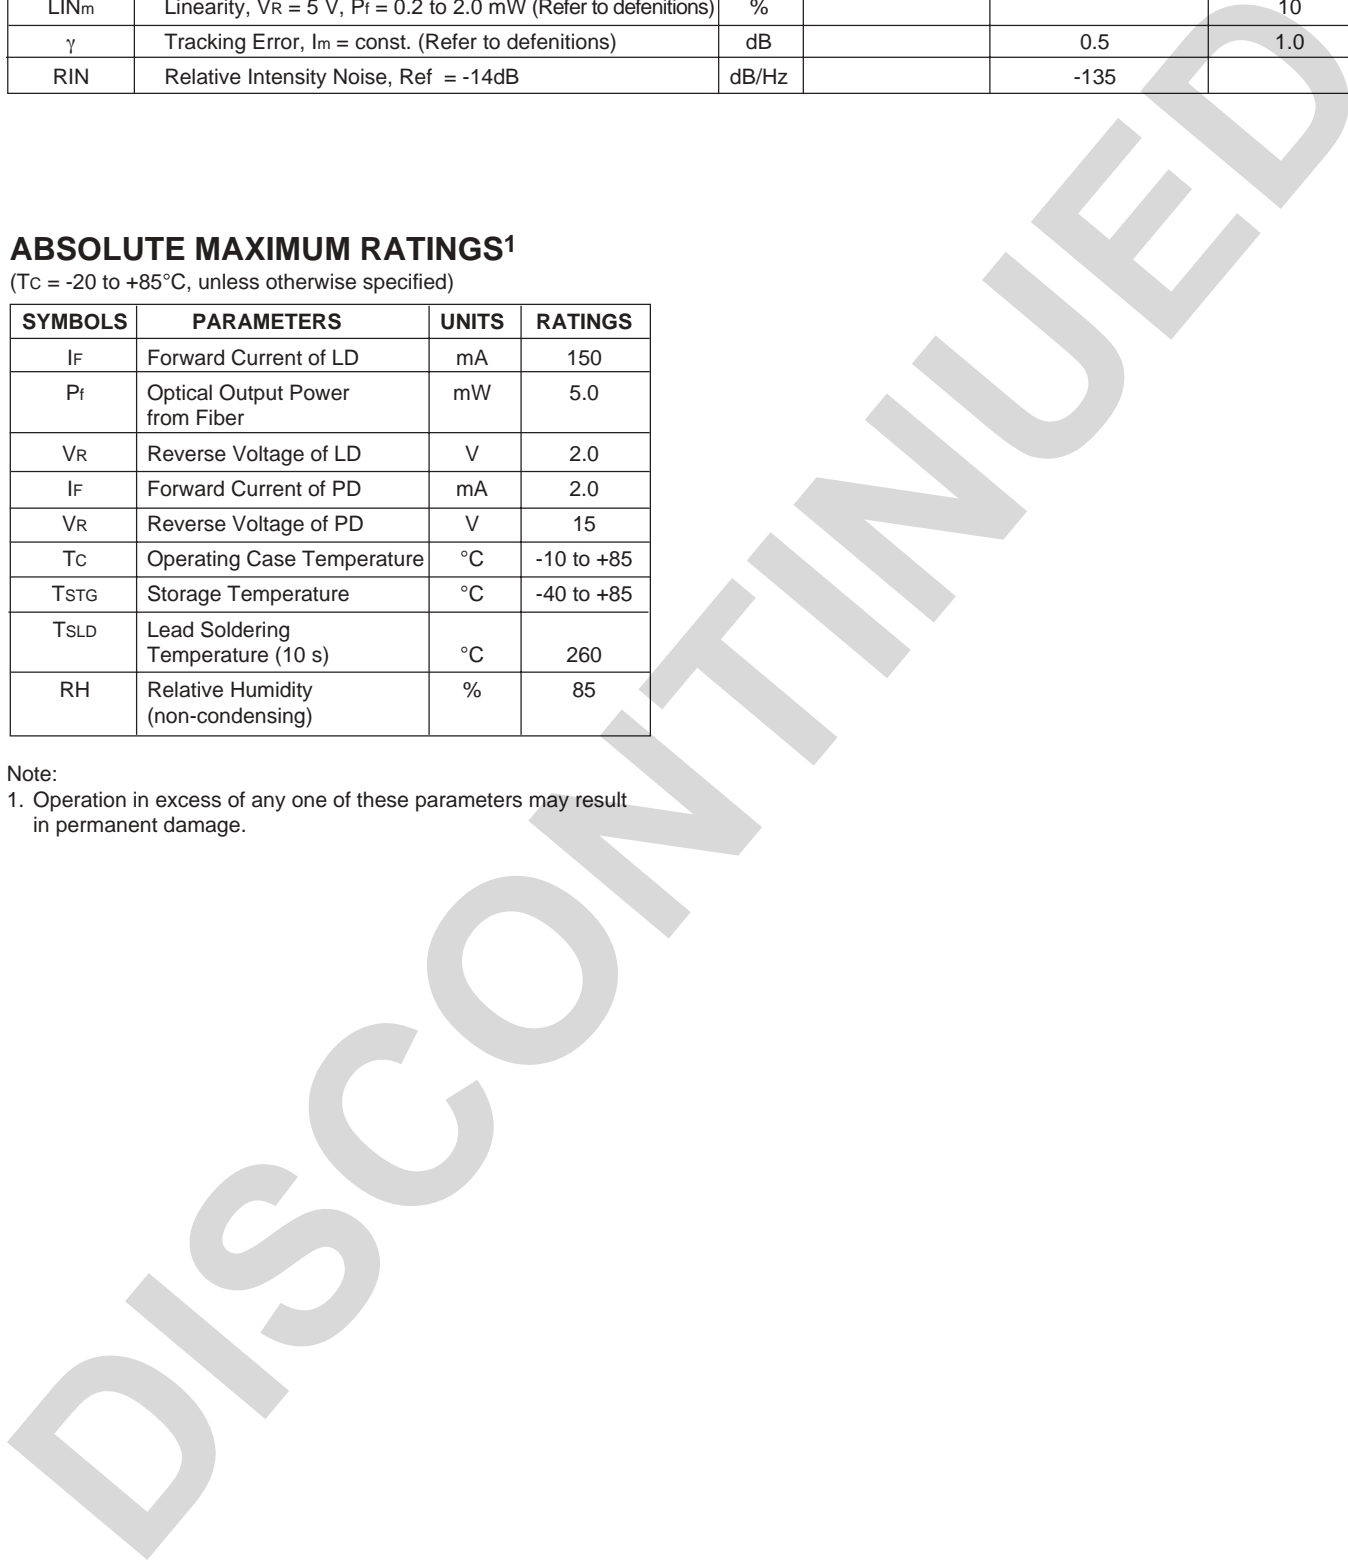 LINm Linearity, VR = 5 V, Pf = 0.2 to 2.0 mW (Refer to defenitions) % 10
γ Tracking Error, Im = const. (Refer to defenitions) dB 0.5 1.0
RIN Relative Intensity Noise, Ref = -14dB dB/Hz -135
ABSOLUTE MAXIMUM RATINGS1
(TC = -20 to +85°C, unless otherwise specified)
SYMBOLS PARAMETERS UNITS RATINGS
IF Forward Current of LD mA 150
Pf Optical Output Power mW 5.0
from Fiber
VR Reverse Voltage of LD V 2.0
IF Forward Current of PD mA 2.0
VR Reverse Voltage of PD V 15
TC Operating Case Temperature °C -10 to +85
TSTG Storage Temperature °C -40 to +85
TSLD Lead Soldering
Temperature (10 s) °C 260
RH Relative Humidity % 85
(non-condensing)
Note:
1. Operation in excess of any one of these parameters may result
in permanent damage.
DISCONTINUED